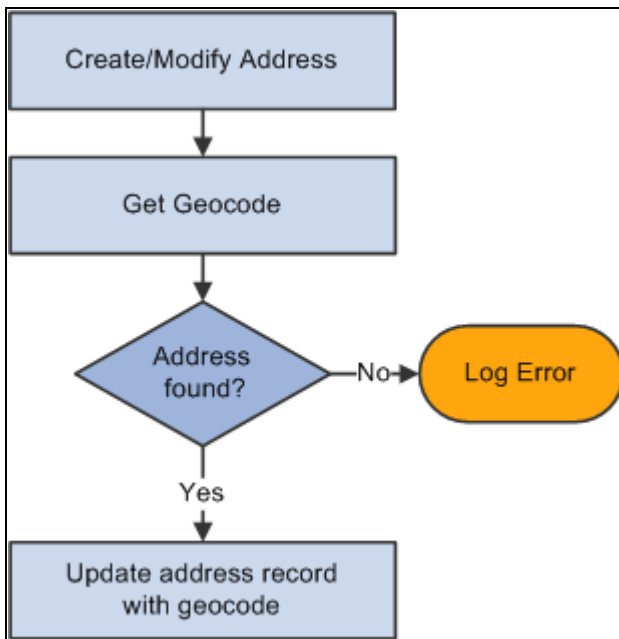 Create/Modify Address
Get Geocode
Address
found?
No
Log Error
Yes
Update address record
with geocode